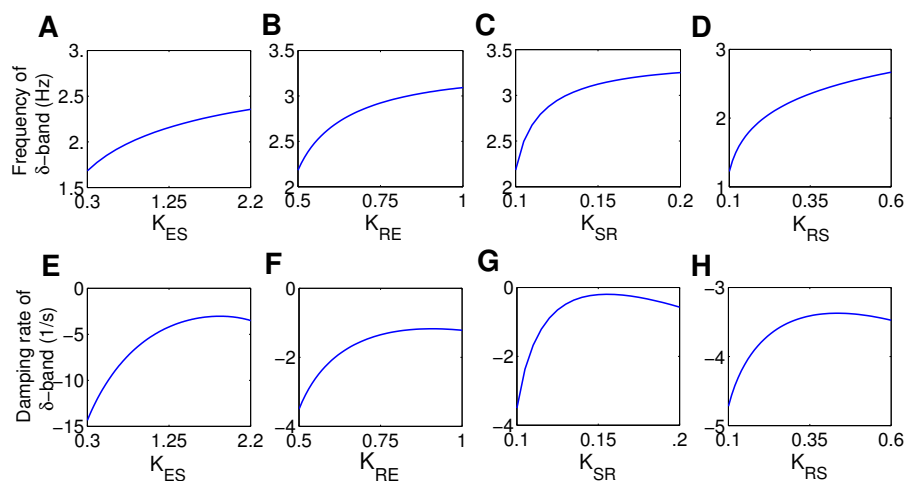 A
B
C
D
Frequency of
δ−band (Hz)
3.
2.5
2
1.5
0.3
1.25
2.2
K_ES
3.5
3
2.5
2
0.5
0.75
1
K_RE
3.5
3
2.5
2
0.1
0.15
0.2
K_SR
3
2
1
0.1
0.35
0.6
K_RS
E
F
G
H
Damping rate of
δ−band (1/s)
0
−5
−10
−15
0.3
1.25
2.2
K_ES
0
−2
−4
0.5
0.75
1
K_RE
0
−2
−4
0.1
0.15
.2
K_SR
−3
−4
−5
0.1
0.35
0.6
K_RS